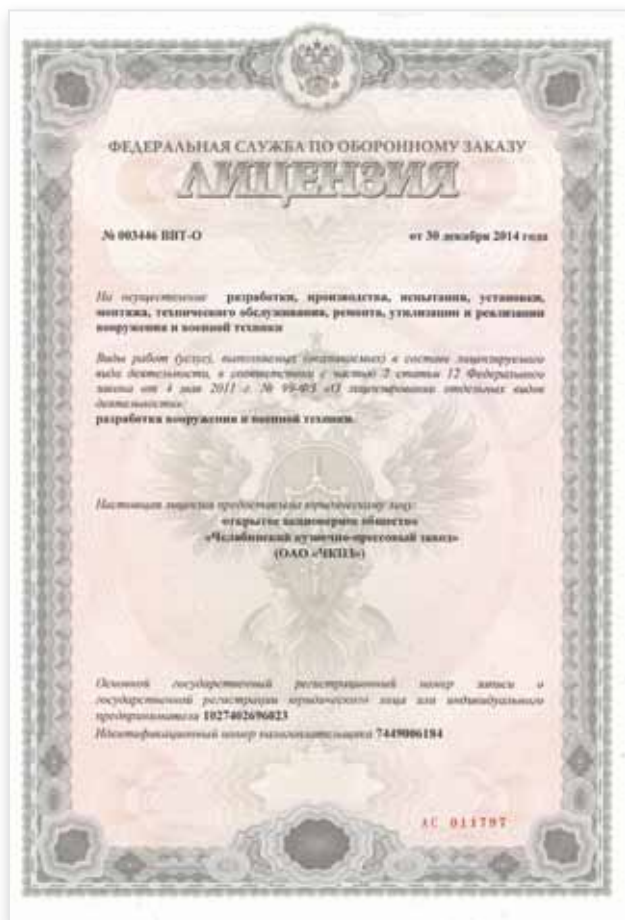 ФЕДЕРАЛЬНАЯ СЛУЖБА ПО ОБОРОННОМУ ЗАКАЗУ
ЛИЦЕНЗИЯ
№ 003446 ВВТ-О от 30 декабря 2014 года
На осуществление разработки, производства, испытания, установки,
монтажа, технического обслуживания, ремонта, утилизации и реализации
вооружения и военной техники
Виды работ (услуг), выполняемых (оказываемых) в составе лицензируемого
вида деятельности, в соответствии с частью 2 статьи 12 Федерального
закона от 4 мая 2011 г. № 99-ФЗ «О лицензировании отдельных видов
деятельности»:
разработка вооружения и военной техники.
Настоящая лицензия предоставлена юридическому лицу:
открытое акционерное общество
«Челябинский кузнечно-прессовый завод»
(ОАО «ЧКПЗ»)
Основной государственный регистрационный номер записи о
государственной регистрации юридического лица или индивидуального
предпринимателя 1027402696023
Идентификационный номер налогоплательщика 7449006184
АС 011797